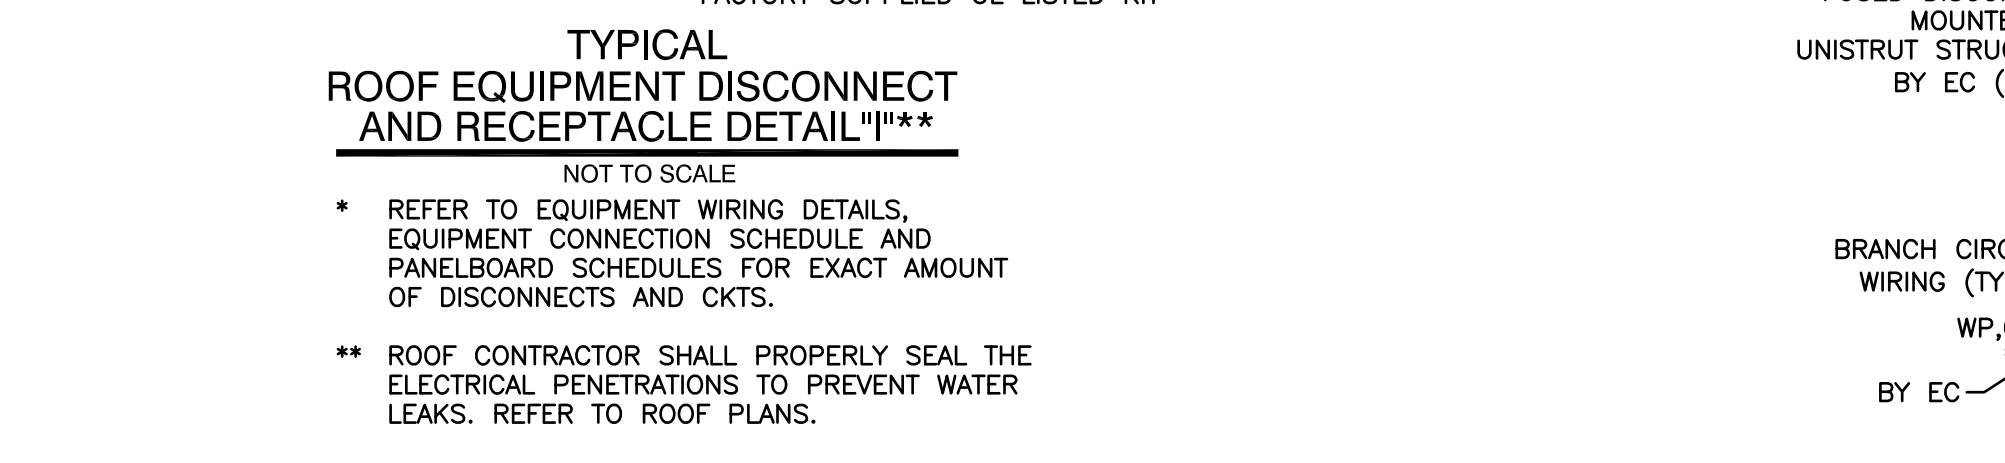 TYPICAL
ROOF EQUIPMENT DISCONNECT
AND RECEPTACLE DETAIL"I"**
NOT TO SCALE
* REFER TO EQUIPMENT WIRING DETAILS,
EQUIPMENT CONNECTION SCHEDULE AND
PANELBOARD SCHEDULES FOR EXACT AMOUNT
OF DISCONNECTS AND CKTS.
** ROOF CONTRACTOR SHALL PROPERLY SEAL THE
ELECTRICAL PENETRATIONS TO PREVENT WATER
LEAKS. REFER TO ROOF PLANS.
UNISTRUT
BY EC (
BRANCH
WIRING
WP,
BY EC